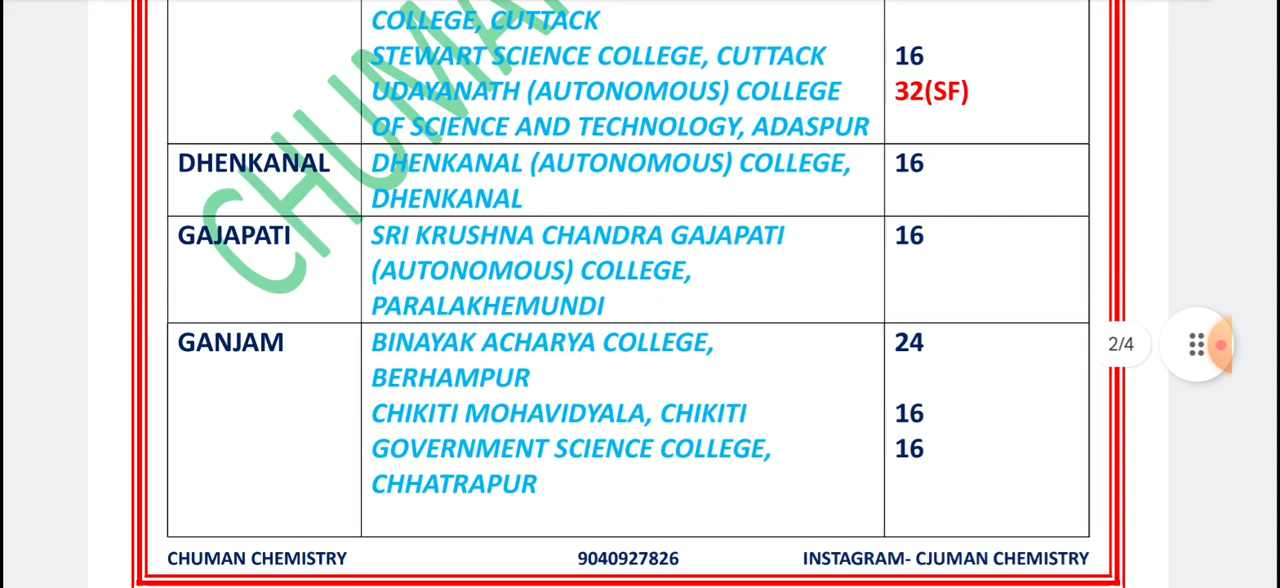 COLLEGE, CUTTACK
STEWART SCIENCE COLLEGE, CUTTACK 16
UDAYANATH (AUTONOMOUS) COLLEGE 32(SF)
OF SCIENCE AND TECHNOLOGY, ADASPUR
DHENKANAL DHENKANAL (AUTONOMOUS) COLLEGE, 16
DHENKANAL
GAJAPATI SRI KRUSHNA CHANDRA GAJAPATI 16
(AUTONOMOUS) COLLEGE,
PARALAKHEMUNDI
GANJAM BINAYAK ACHARYA COLLEGE, 24
BERHAMPUR
CHIKITI MOHAVIDYALA, CHIKITI 16
GOVERNMENT SCIENCE COLLEGE, 16
CHHATRAPUR
CHUMAN CHEMISTRY 9040927826 INSTAGRAM- CJUMAN CHEMISTRY
2/4
CHUMA